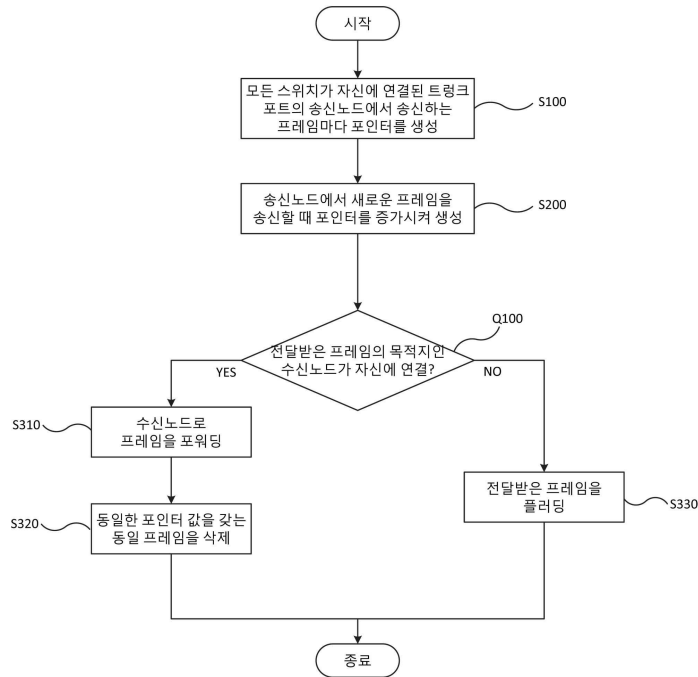 시작
모든 스위치가 자신에 연결된 트렁크
포트의 송신노드에서 송신하는
프레임마다 포인터를 생성
S100
송신노드에서 새로운 프레임을
송신할 때 포인터를 증가시켜 생성
S200
Q100
전달받은 프레임의 목적지인
수신노드가 자신에 연결?
YES
NO
S310
수신노드로
프레임을 포워딩
전달받은 프레임을
플러딩
S330
S320
동일한 포인터 값을 갖는
동일 프레임을 삭제
종료